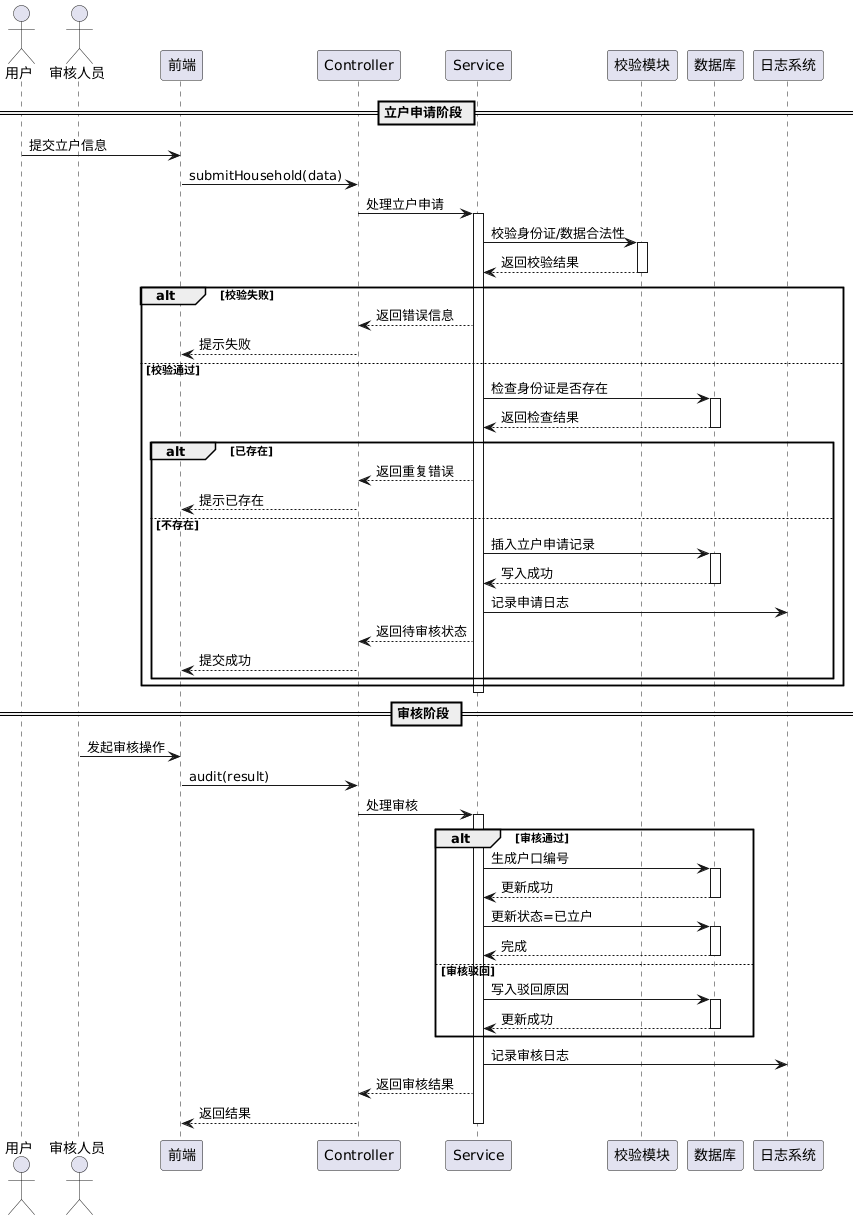 用户
审核人员
前端
Controller
Service
校验模块
数据库
日志系统
立户申请阶段
提交立户信息
submitHousehold(data)
处理立户申请
校验身份证/数据合法性
返回校验结果
alt [校验失败]
返回错误信息
提示失败
[校验通过]
检查身份证是否存在
返回检查结果
alt [已存在]
返回重复错误
提示已存在
[不存在]
插入立户申请记录
写入成功
记录申请日志
返回待审核状态
提交成功
审核阶段
发起审核操作
audit(result)
处理审核
alt [审核通过]
生成户口编号
更新成功
更新状态=已立户
完成
[审核驳回]
写入驳回原因
更新成功
记录审核日志
返回审核结果
返回结果
用户
审核人员
前端
Controller
Service
校验模块
数据库
日志系统